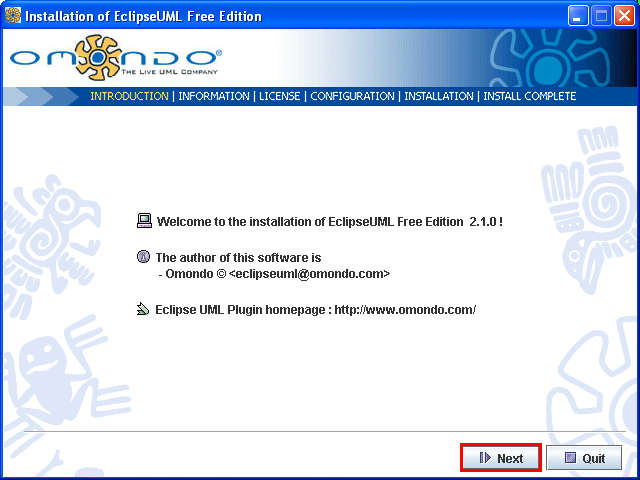 Installation of EclipseUML Free Edition
OMONDO®
THE LIVE UML COMPANY
INTRODUCTION | INFORMATION | LICENSE | CONFIGURATION | INSTALLATION | INSTALL COMPLETE
Welcome to the installation of EclipseUML Free Edition 2.1.0 !
The author of this software is
- Omondo © <eclipseuml@omondo.com>
Eclipse UML Plugin homepage : http://www.omondo.com/
Next Quit